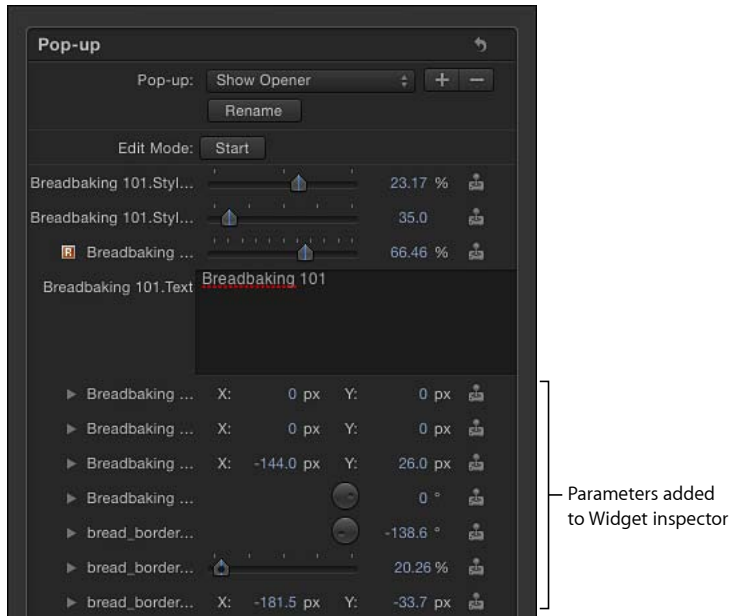 Pop-up
Pop-up: Show Opener + −
Rename
Edit Mode: Start
Breadbaking 101.Styl... 23.17 %
Breadbaking 101.Styl... 35.0
R Breadbaking ... 66.46 %
Breadbaking 101.Text Breadbaking 101
Breadbaking ... X: 0 px Y: 0 px
Breadbaking ... X: 0 px Y: 0 px
Breadbaking ... X: -144.0 px Y: 26.0 px
Breadbaking ... 0 °
bread_border... -138.6 °
bread_border... 20.26 %
bread_border... X: -181.5 px Y: -33.7 px
Parameters added
to Widget inspector